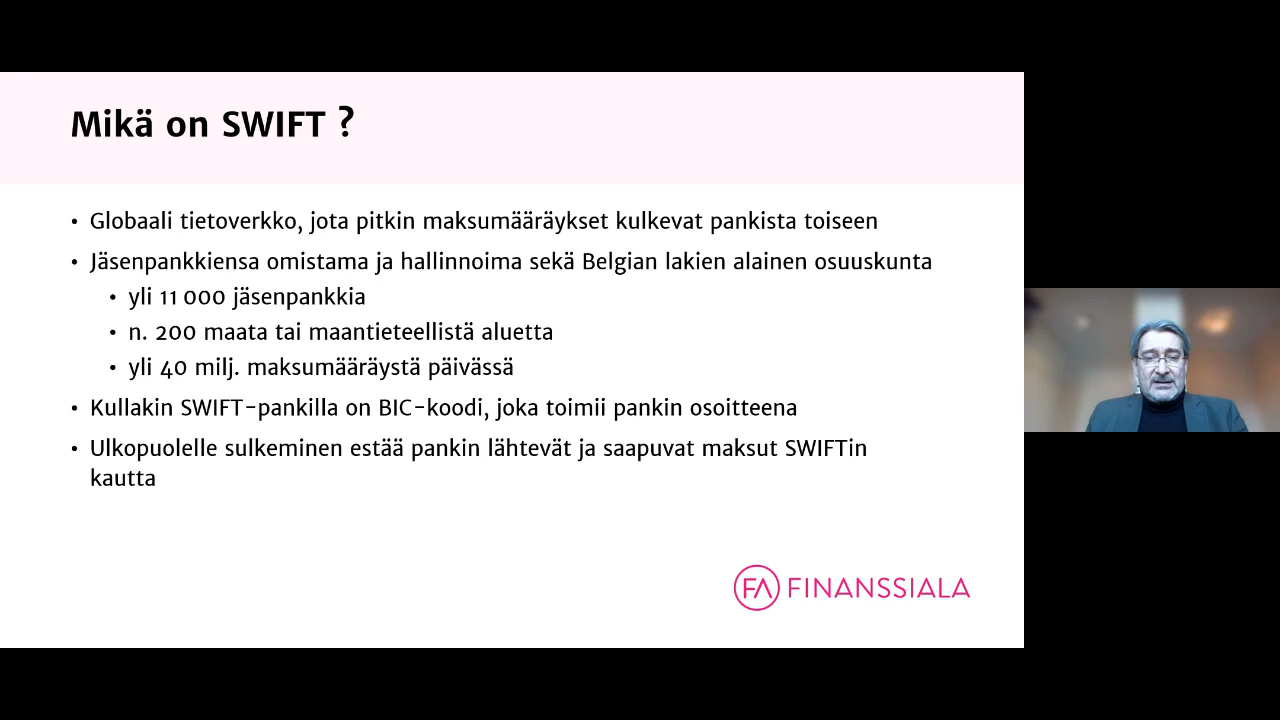 Mikä on SWIFT ?
• Globaali tietoverkko, jota pitkin maksumääräykset kulkevat pankista toiseen
• Jäsenpankkiensa omistama ja hallinnoima sekä Belgian lakien alainen osuuskunta
• yli 11 000 jäsenpankkia
• n. 200 maata tai maantieteellistä aluetta
• yli 40 milj. maksumääräystä päivässä
• Kullakin SWIFT-pankilla on BIC-koodi, joka toimii pankin osoitteena
• Ulkopuolelle sulkeminen estää pankin lähtevät ja saapuvat maksut SWIFTin
kautta
FA FINANSSIALA